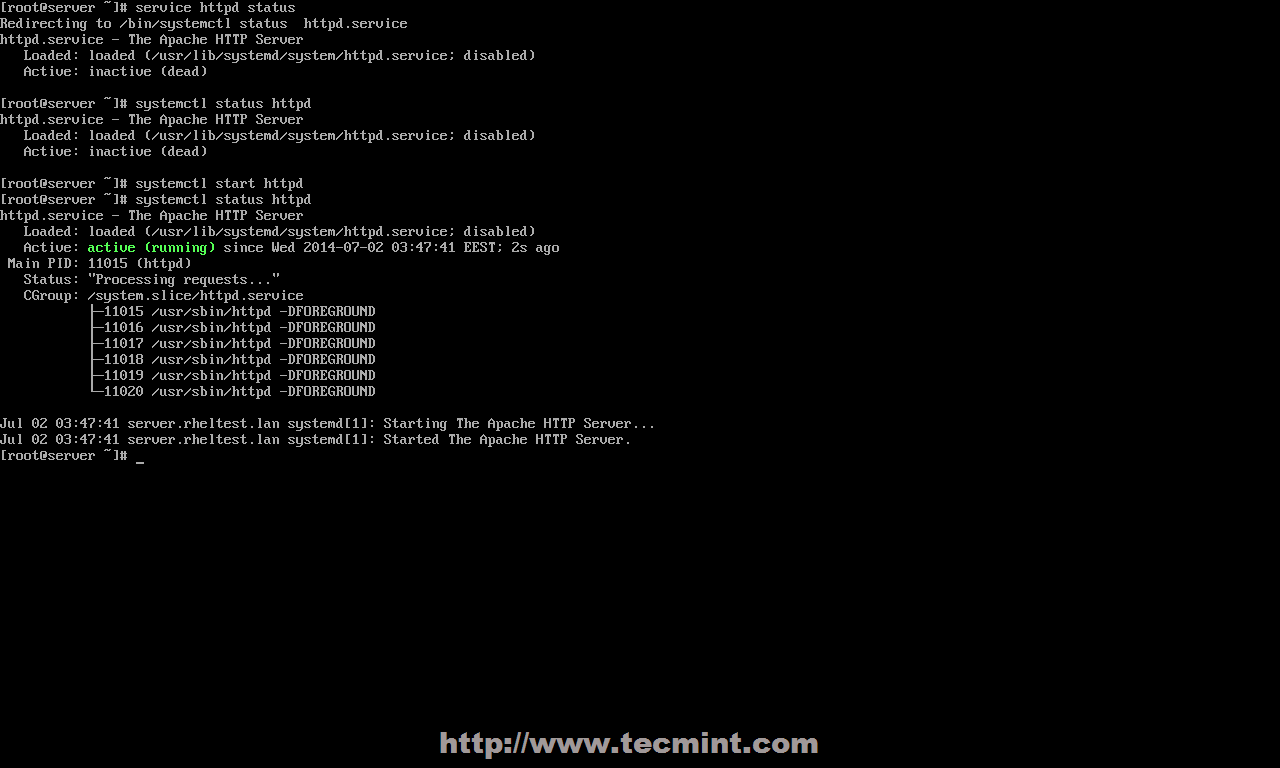 [root@server ~]# service httpd status
Redirecting to /bin/systemctl status  httpd.service
httpd.service - The Apache HTTP Server
   Loaded: loaded (/usr/lib/systemd/system/httpd.service; disabled)
   Active: inactive (dead)

[root@server ~]# systemctl status httpd
httpd.service - The Apache HTTP Server
   Loaded: loaded (/usr/lib/systemd/system/httpd.service; disabled)
   Active: inactive (dead)

[root@server ~]# systemctl start httpd
[root@server ~]# systemctl status httpd
httpd.service - The Apache HTTP Server
   Loaded: loaded (/usr/lib/systemd/system/httpd.service; disabled)
   Active: active (running) since Wed 2014-07-02 03:47:41 EEST; 2s ago
 Main PID: 11015 (httpd)
   Status: "Processing requests..."
   CGroup: /system.slice/httpd.service
           ├─11015 /usr/sbin/httpd -DFOREGROUND
           ├─11016 /usr/sbin/httpd -DFOREGROUND
           ├─11017 /usr/sbin/httpd -DFOREGROUND
           ├─11018 /usr/sbin/httpd -DFOREGROUND
           ├─11019 /usr/sbin/httpd -DFOREGROUND
           └─11020 /usr/sbin/httpd -DFOREGROUND

Jul 02 03:47:41 server.rheltest.lan systemd[1]: Starting The Apache HTTP Server...
Jul 02 03:47:41 server.rheltest.lan systemd[1]: Started The Apache HTTP Server.
[root@server ~]# _
http://www.tecmint.com